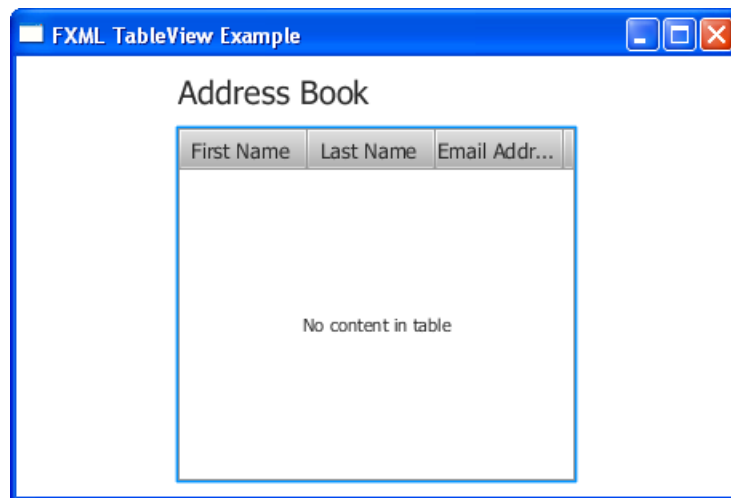 FXML TableView Example
Address Book
First Name Last Name Email Addr...
No content in table